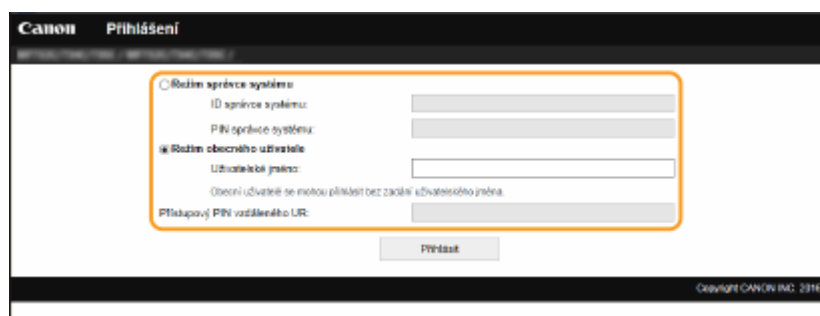 Canon Přihlášení
Režim správce systému
ID správce systému:
PIN správce systému:
Režim obecného uživatele
Uživatelské jméno:
Obecní uživatelé se mohou přihlásit bez zadání uživatelského jména.
Přístupový PIN vzdáleného UR:
Přihlásit
Copyright CANON INC. 2016